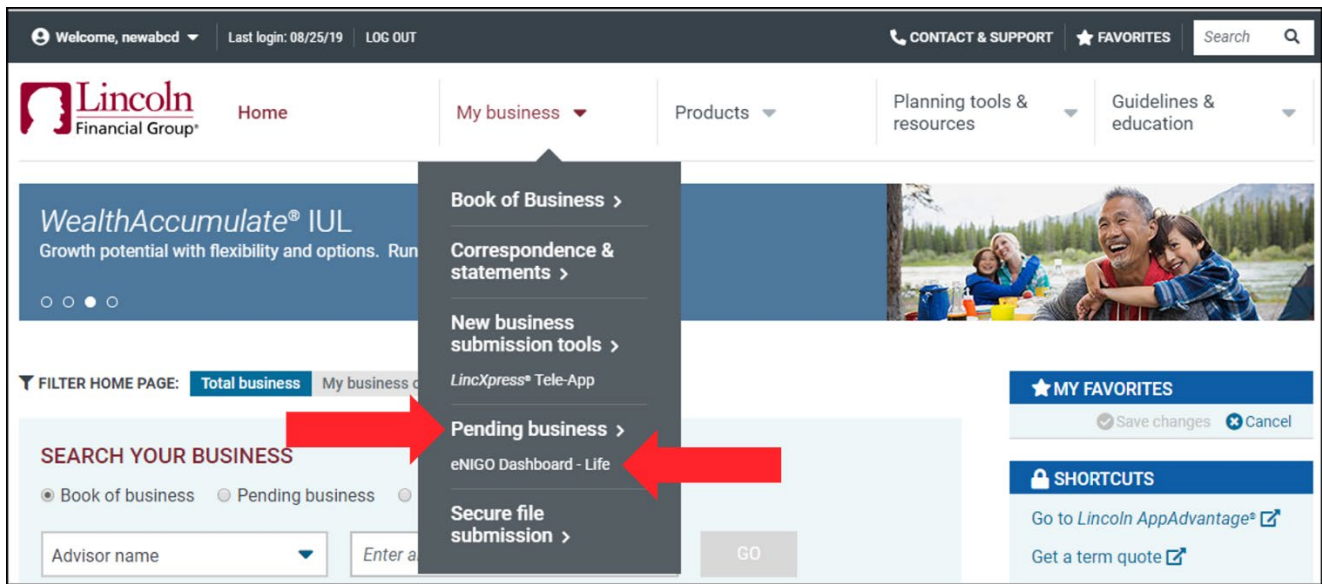 Welcome, newabcd
Last login: 08/25/19
LOG OUT
CONTACT & SUPPORT
FAVORITES
Search
Lincoln
Financial Group®
Home
My business
Products
Planning tools &
resources
Guidelines &
education
WealthAccumulate® IUL
Growth potential with flexibility and options. Run
Book of Business >
Correspondence &
statements >
New business
submission tools >
LincXpress® Tele-App
Pending business >
eNIGO Dashboard - Life
Secure file
submission >
FILTER HOME PAGE:
Total business
My business
SEARCH YOUR BUSINESS
Book of business
Pending business
Advisor name
Enter
GO
MY FAVORITES
Save changes
Cancel
SHORTCUTS
Go to Lincoln AppAdvantage®
Get a term quote